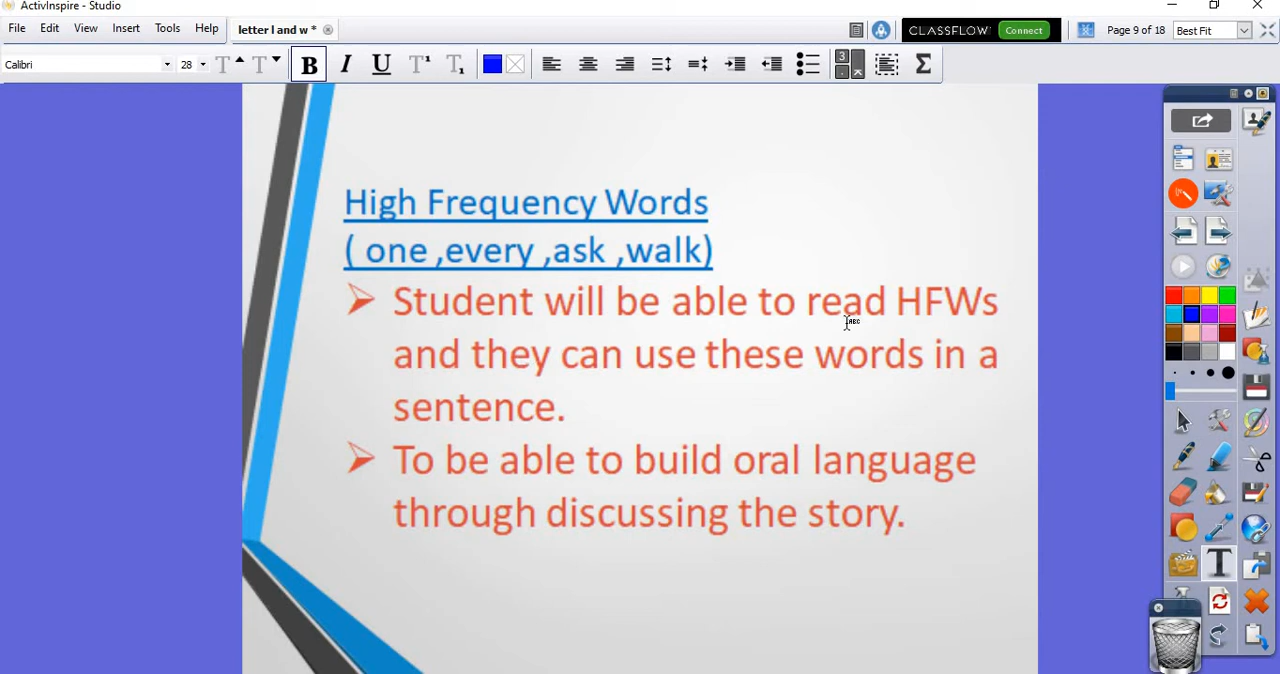 ActivInspire - Studio
File Edit View Insert Tools Help
letter l and w *
CLASSFLOW Connect
Page 9 of 18
Best Fit
Calibri
28
High Frequency Words
( one ,every ,ask ,walk)
Student will be able to read HFWs
and they can use these words in a
sentence.
To be able to build oral language
through discussing the story.
ABC